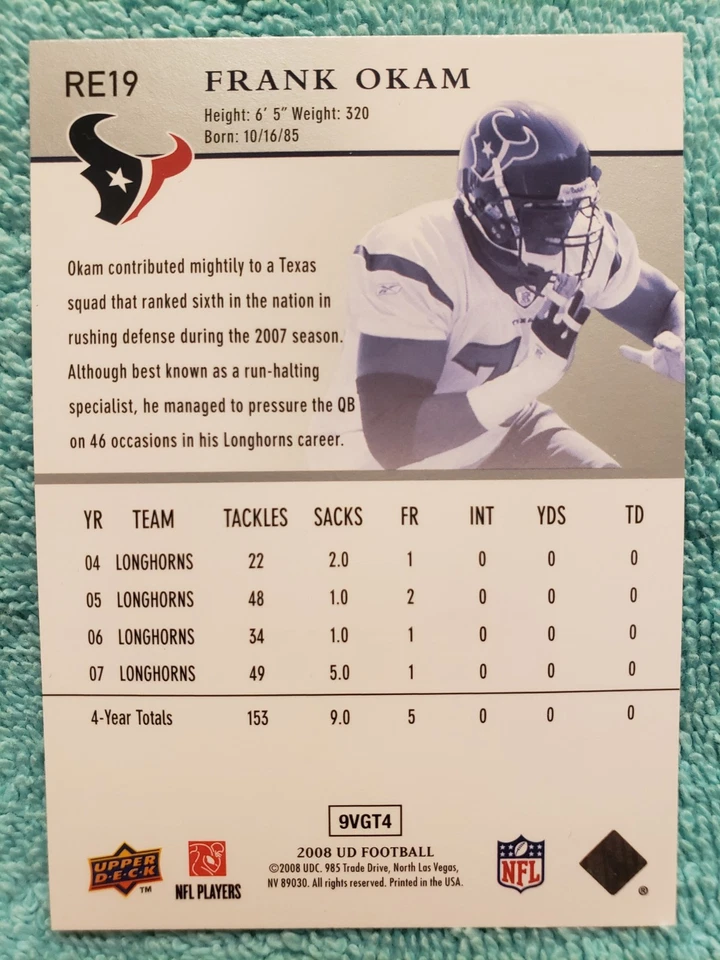 RE19
FRANK OKAM
Height: 6' 5" Weight: 320
Born: 10/16/85
Okam contributed mightily to a Texas
squad that ranked sixth in the nation in
rushing defense during the 2007 season.
Although best known as a run-halting
specialist, he managed to pressure the QB
on 46 occasions in his Longhorns career.
YR TEAM TACKLES SACKS FR INT YDS TD
04 LONGHORNS 22 2.0 1 0 0 0
05 LONGHORNS 48 1.0 2 0 0 0
06 LONGHORNS 34 1.0 1 0 0 0
07 LONGHORNS 49 5.0 1 0 0 0
4-Year Totals 153 9.0 5 0 0 0
9VGT4
2008 UD FOOTBALL
©2008 UDC. 985 Trade Drive, North Las Vegas,
NV 89030. All rights reserved. Printed in the USA.
UPPER
D·E·C·K
™
NFL PLAYERS
NFL
®